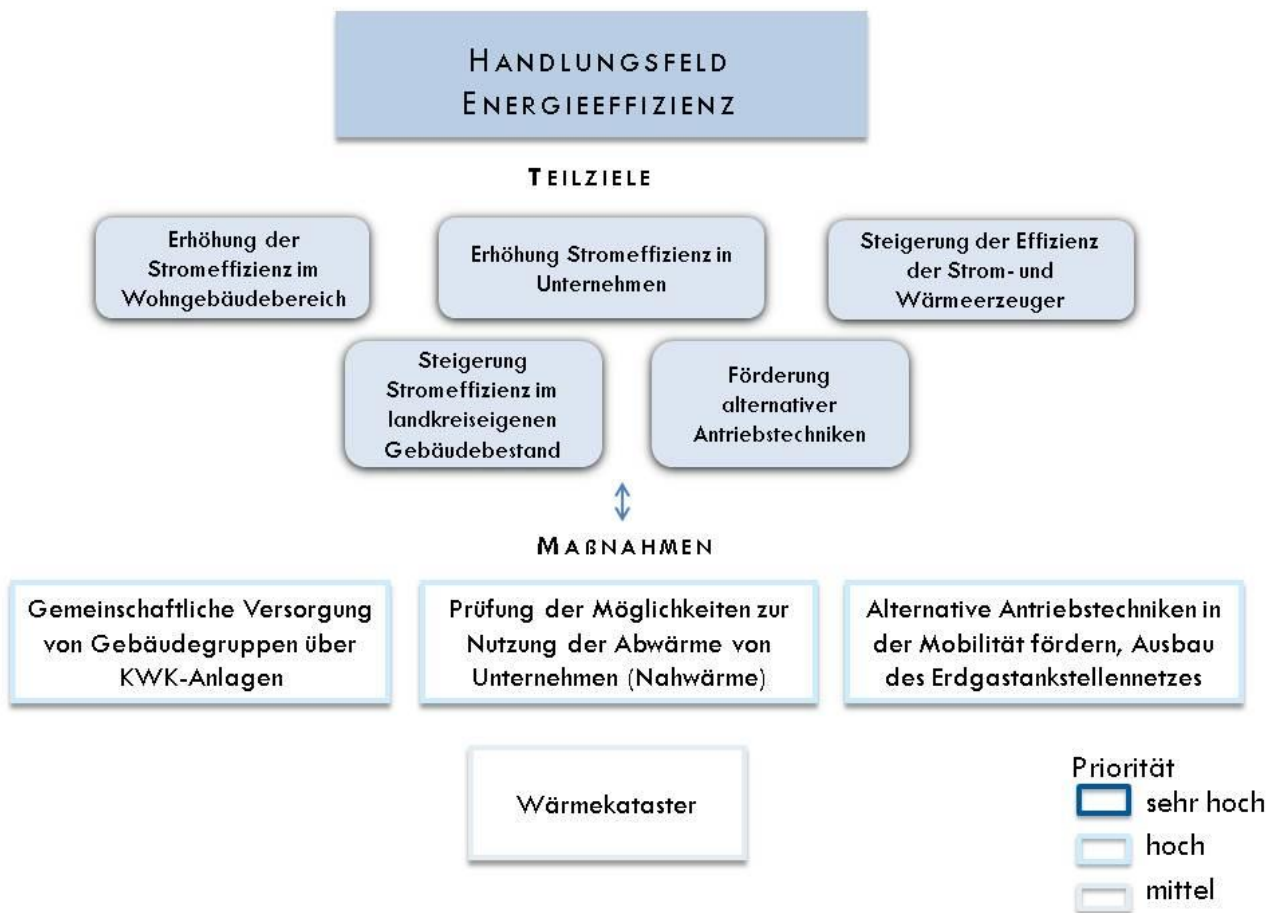 HANDLUNGSFELD
ENERGIEEFFIZIENZ
TEILZIELE
Erhöhung der
Stromeffizienz im
Wohngebäudebereich
Erhöhung Stromeffizienz in
Unternehmen
Steigerung der Effizienz
der Strom- und
Wärmeerzeuger
Steigerung
Stromeffizienz im
landkreiseigenen
Gebäudebestand
Förderung
alternativer
Antriebstechniken
MAßNAHMEN
Gemeinschaftliche Versorgung
von Gebäudegruppen über
KWK-Anlagen
Prüfung der Möglichkeiten zur
Nutzung der Abwärme von
Unternehmen (Nahwärme)
Alternative Antriebstechniken in
der Mobilität fördern, Ausbau
des Erdgastankstellennetzes
Wärmekataster
Priorität
sehr hoch
hoch
mittel